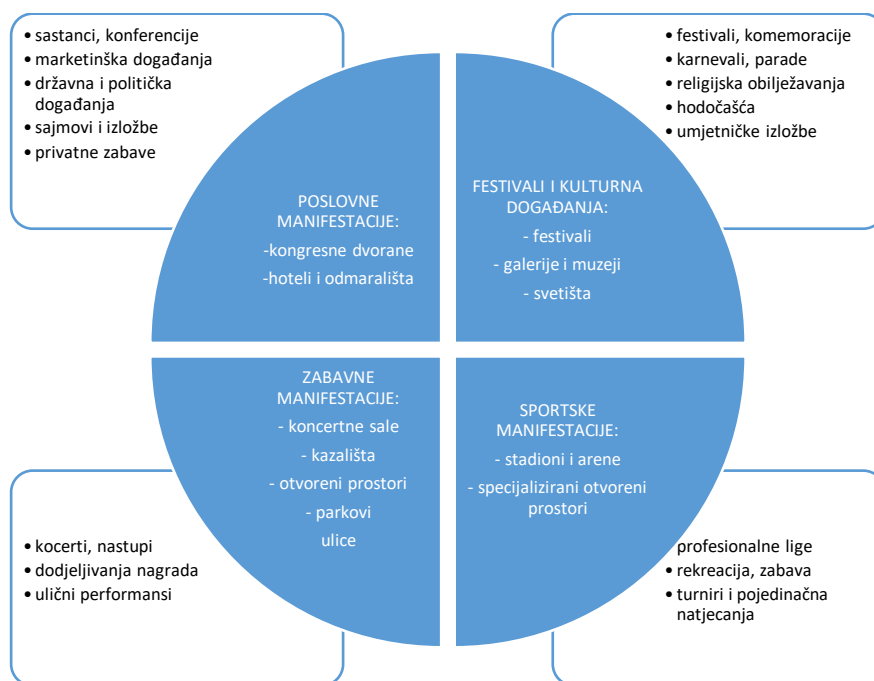 • sastanci, konferencije
• marketinška događanja
• državna i politička
događanja
• sajmovi i izložbe
• privatne zabave
• festivali, komemoracije
• karnevali, parade
• religijska obilježavanja
• hodočašća
• umjetničke izložbe
POSLOVNE
MANIFESTACIJE:
-kongresne dvorane
-hoteli i odmarališta
FESTIVALI I KULTURNA
DOGAĐANJA:
- festivali
- galerije i muzeji
- svetišta
ZABAVNE
MANIFESTACIJE:
- koncertne sale
- kazališta
- otvoreni prostori
- parkovi
ulice
SPORTSKE
MANIFESTACIJE:
- stadioni i arene
- specijalizirani otvoreni
prostori
• kocerti, nastupi
• dodjeljivanja nagrada
• ulični performansi
profesionalne lige
• rekreacija, zabava
• turniri i pojedinačna
natjecanja